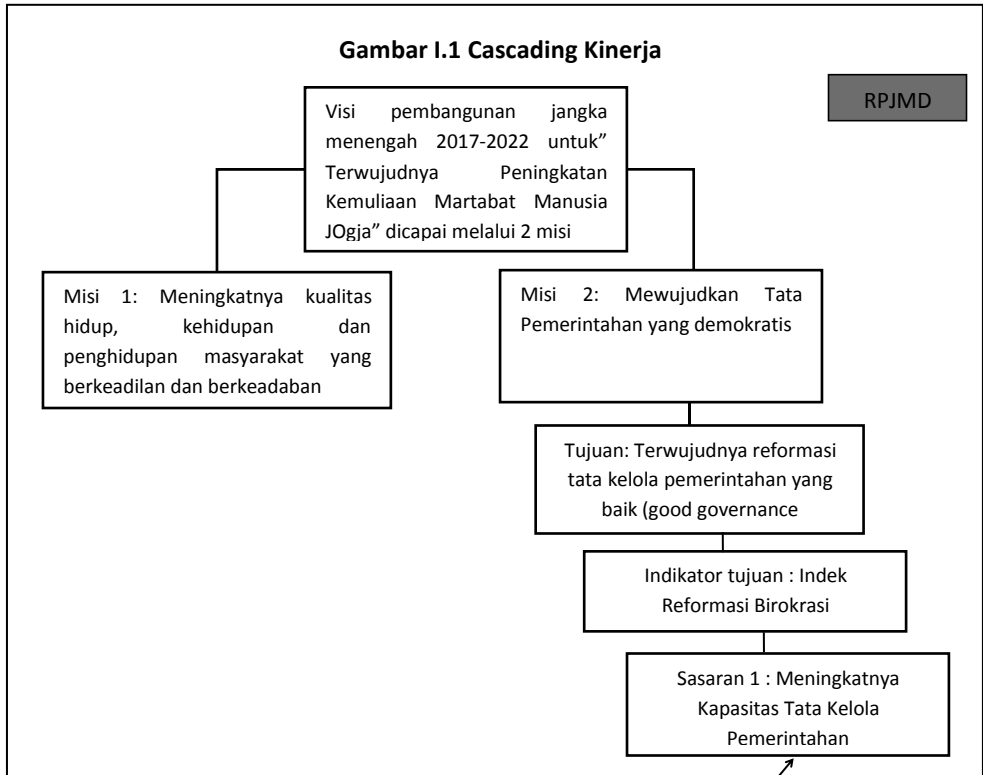 Gambar I.1 Cascading Kinerja
RPJMD
Visi pembangunan jangka
menengah 2017-2022 untuk”
Terwujudnya Peningkatan
Kemuliaan Martabat Manusia
JOgja” dicapai melalui 2 misi
Misi 1: Meningkatnya kualitas
hidup, kehidupan dan
penghidupan masyarakat yang
berkeadilan dan berkeadaban
Misi 2: Mewujudkan Tata
Pemerintahan yang demokratis
Tujuan: Terwujudnya reformasi
tata kelola pemerintahan yang
baik (good governance
Indikator tujuan : Indek
Reformasi Birokrasi
Sasaran 1 : Meningkatnya
Kapasitas Tata Kelola
Pemerintahan